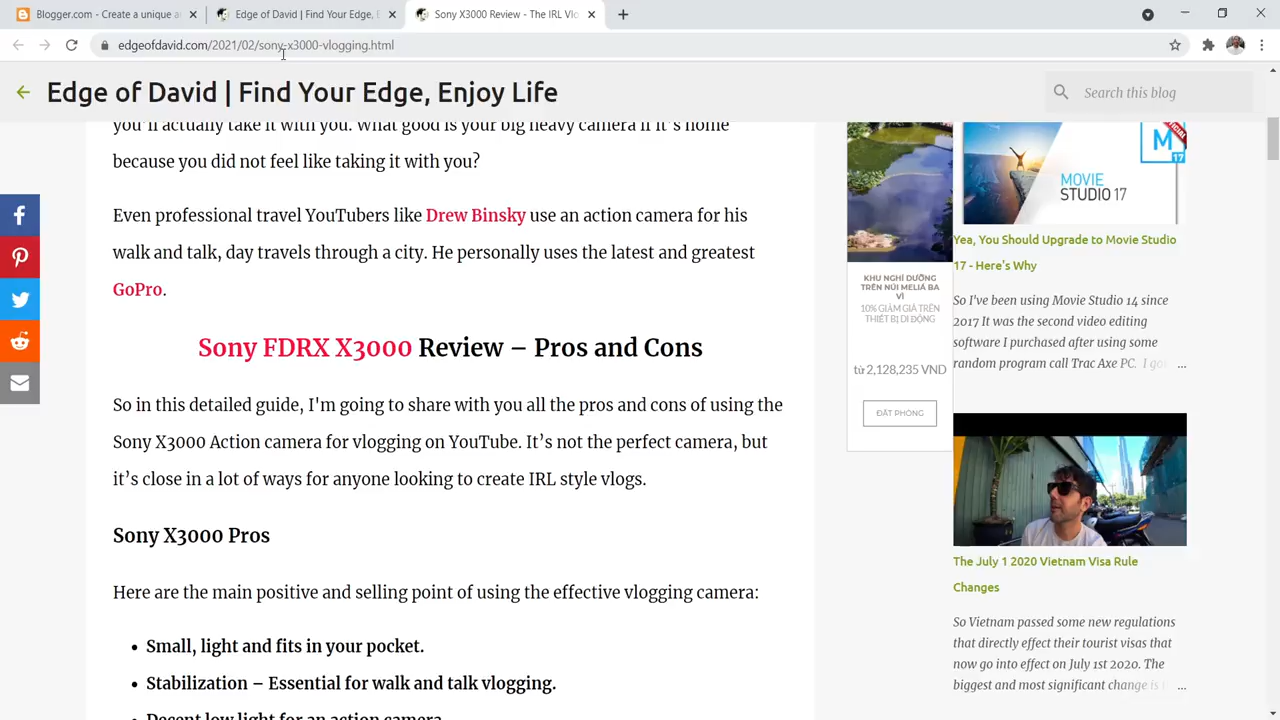 Blogger.com - Create a unique a
Edge of David | Find Your Edge, E
Sony X3000 Review - The IRL Vlo
edgeofdavid.com/2021/02/sony-x3000-vlogging.html
Edge of David | Find Your Edge, Enjoy Life
Search this blog
you'll actually take it with you. What good is your big heavy camera if it's home
because you did not feel like taking it with you?
Even professional travel YouTubers like Drew Binsky use an action camera for his
walk and talk, day travels through a city. He personally uses the latest and greatest
GoPro.
Sony FDRX X3000 Review – Pros and Cons
So in this detailed guide, I'm going to share with you all the pros and cons of using the
Sony X3000 Action camera for vlogging on YouTube. It's not the perfect camera, but
it's close in a lot of ways for anyone looking to create IRL style vlogs.
Sony X3000 Pros
Here are the main positive and selling point of using the effective vlogging camera:
• Small, light and fits in your pocket.
• Stabilization – Essential for walk and talk vlogging.
• Decent low light for an action camera.
KHU NGHỈ DƯỠNG
TRÊN NÚI MELIÁ BA
VÌ
10% GIẢM GIÁ TRÊN
THIẾT BỊ DI ĐỘNG
từ 2,128,235 VND
ĐẶT PHÒNG
SPECIAL
M
17
MOVIE
STUDIO 17
Yea, You Should Upgrade to Movie Studio
17 - Here's Why
So I've been using Movie Studio 14 since
2017 It was the second video editing
software I purchased after using some
random program call Trac Axe PC. I go
...
The July 1 2020 Vietnam Visa Rule
Changes
So Vietnam passed some new regulations
that directly effect their tourist visas that
now go into effect on July 1st 2020. The
biggest and most significant change is
...